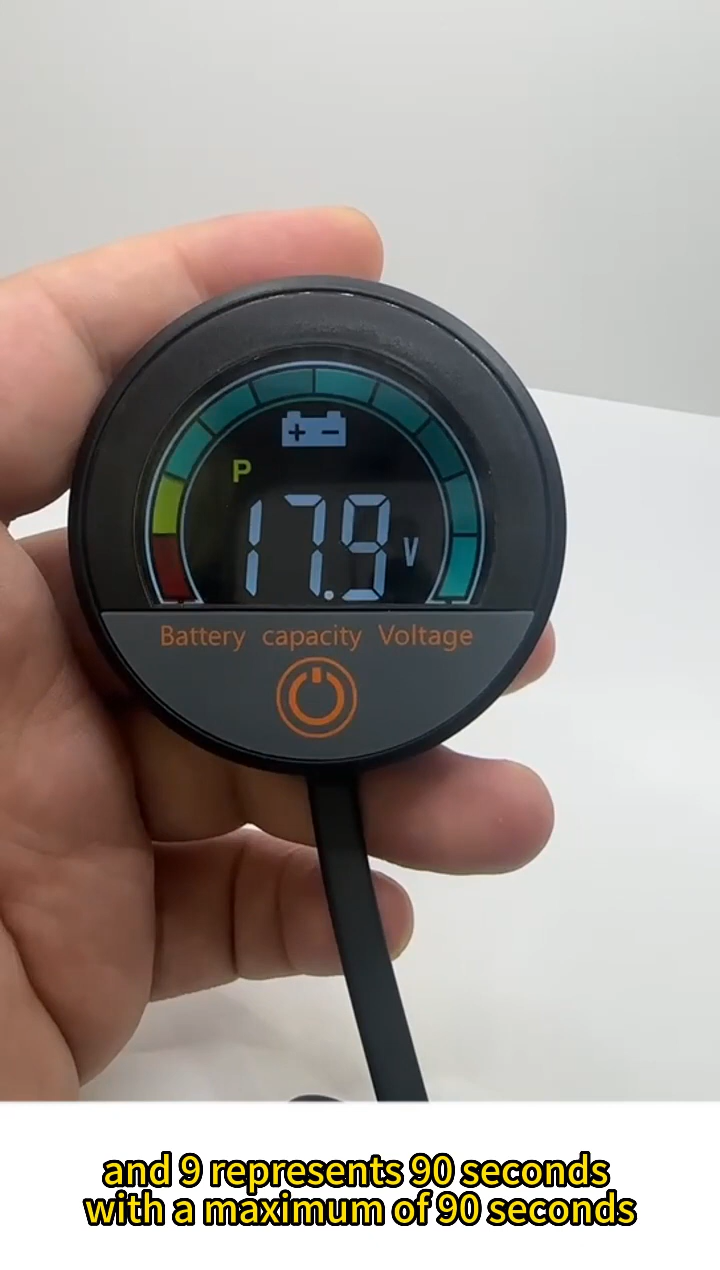 P
17.9 V
Battery capacity Voltage
and 9 represents 90 seconds
with a maximum of 90 seconds